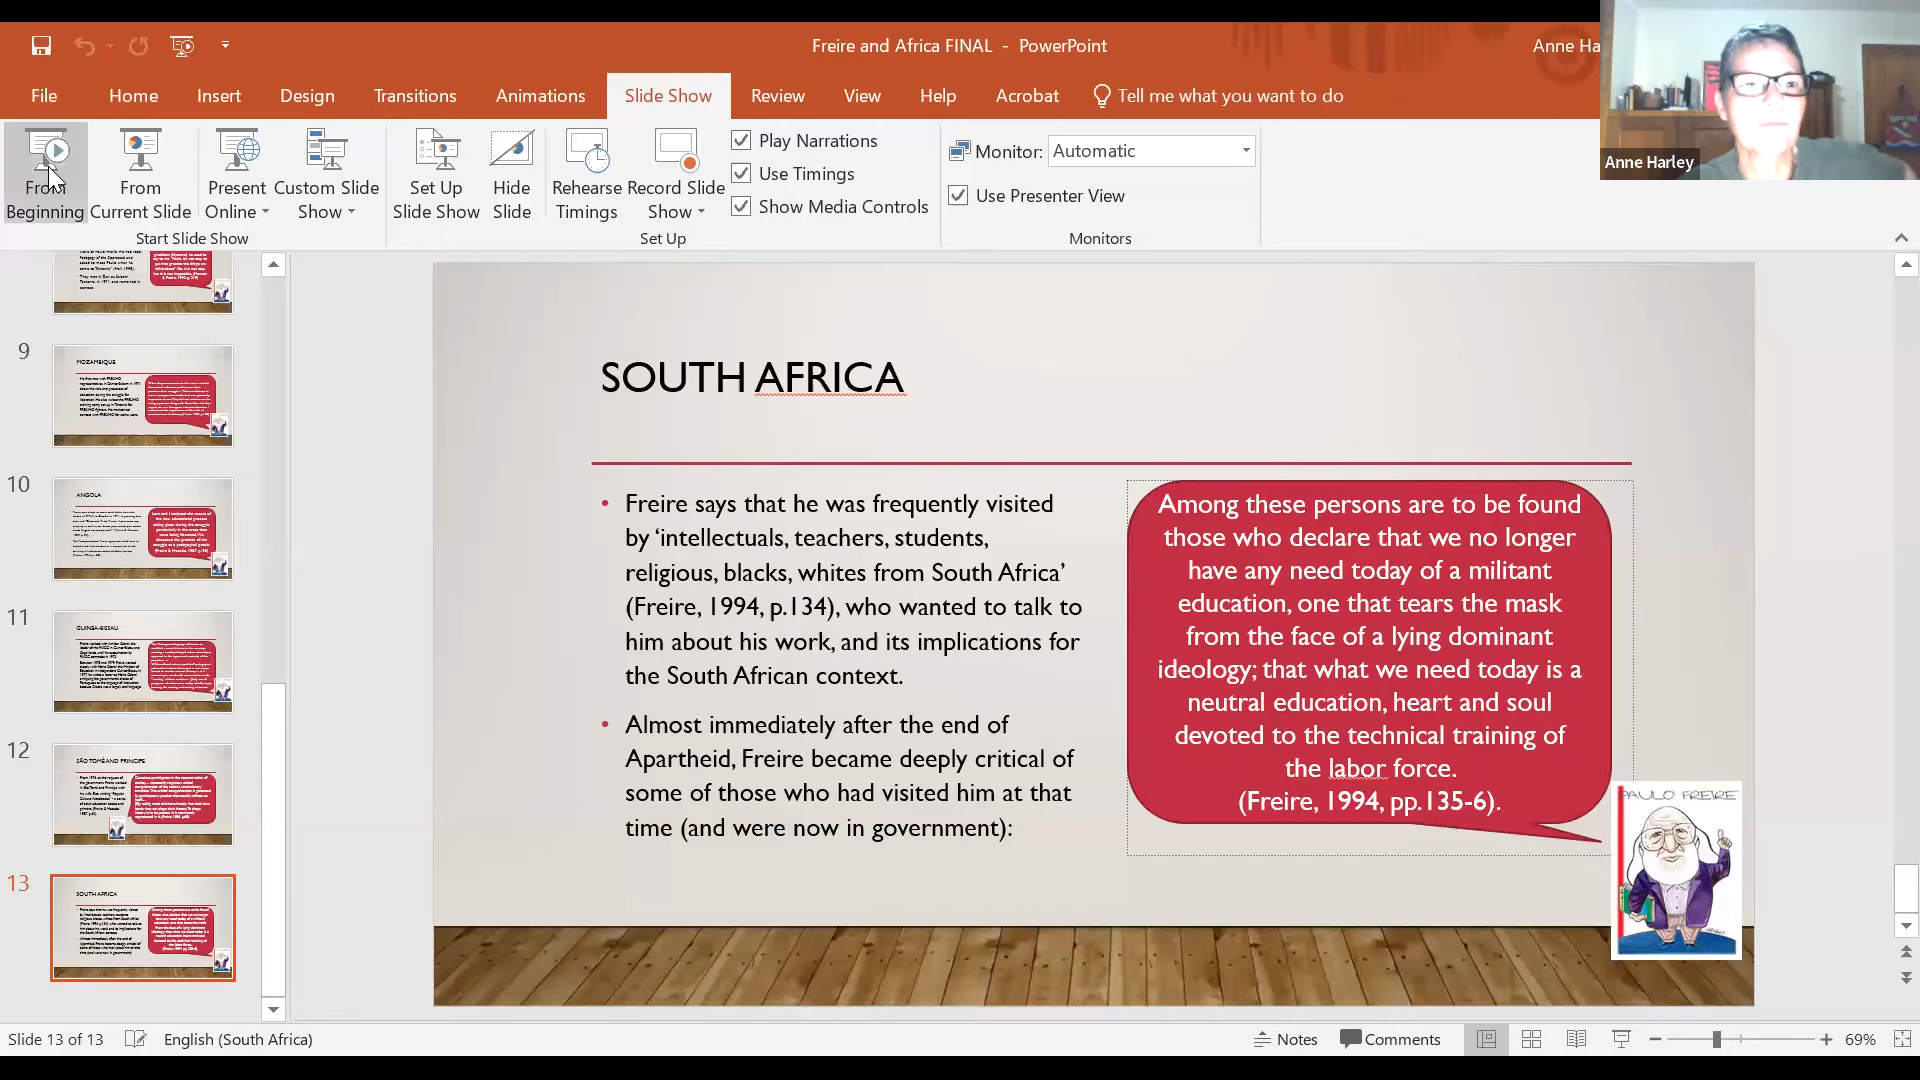 Freire and Africa FINAL - PowerPoint
Anne Ha
File Home Insert Design Transitions Animations Slide Show Review View Help Acrobat Tell me what you want to do
From Beginning
From Current Slide
Present Online
Custom Slide Show
Start Slide Show
Set Up Slide Show
Hide Slide
Rehearse Timings
Record Slide Show
Play Narrations
Use Timings
Show Media Controls
Set Up
Monitor: Automatic
Use Presenter View
Monitors
Anne Harley
9
MOZAMBIQUE
10
ANGOLA
11
GUINEA-BISSAU
12
SÃO TOMÉ AND PRINCIPE
13
SOUTH AFRICA
SOUTH AFRICA
• Freire says that he was frequently visited
by ‘intellectuals, teachers, students,
religious, blacks, whites from South Africa’
(Freire, 1994, p.134), who wanted to talk to
him about his work, and its implications for
the South African context.
• Almost immediately after the end of
Apartheid, Freire became deeply critical of
some of those who had visited him at that
time (and were now in government):
Among these persons are to be found
those who declare that we no longer
have any need today of a militant
education, one that tears the mask
from the face of a lying dominant
ideology; that what we need today is a
neutral education, heart and soul
devoted to the technical training of
the labor force.
(Freire, 1994, pp.135-6).
PAULO FREIRE
Slide 13 of 13 English (South Africa) Notes Comments 69%